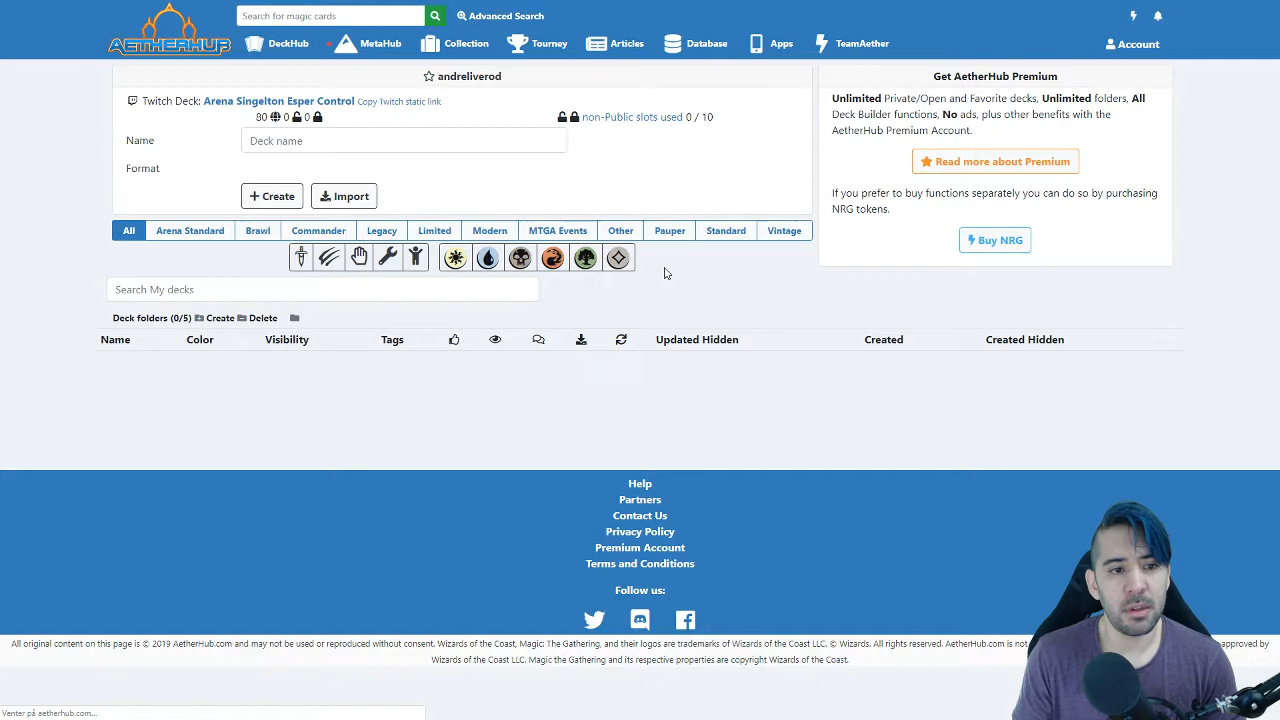 Search for magic cards
Advanced Search
AETHERHUB
DeckHub
MetaHub
Collection
Tourney
Articles
Database
Apps
TeamAether
Account
andreliverod
Twitch Deck: Arena Singelton Esper Control Copy Twitch static link
80 0 0
non-Public slots used 0 / 10
Name
Deck name
Format
+ Create
Import
All
Arena Standard
Brawl
Commander
Legacy
Limited
Modern
MTGA Events
Other
Pauper
Standard
Vintage
Search My decks
Deck folders (0/5) Create Delete
Name Color Visibility Tags Updated Hidden Created Created Hidden
Get AetherHub Premium
Unlimited Private/Open and Favorite decks, Unlimited folders, All
Deck Builder functions, No ads, plus other benefits with the
AetherHub Premium Account.
Read more about Premium
If you prefer to buy functions separately you can do so by purchasing
NRG tokens.
Buy NRG
Help
Partners
Contact Us
Privacy Policy
Premium Account
Terms and Conditions
Follow us:
All original content on this page is © 2019 AetherHub.com and may not be used or reproduced without consent. Wizards of the Coast, Magic: The Gathering, and their logos are trademarks of Wizards of the Coast LLC. © Wizards. All rights reserved. AetherHub.com is no approved by
Wizards of the Coast LLC. Magic the Gathering and its respective properties are copyright Wizards of the Coast.
Venter på aetherhub.com...